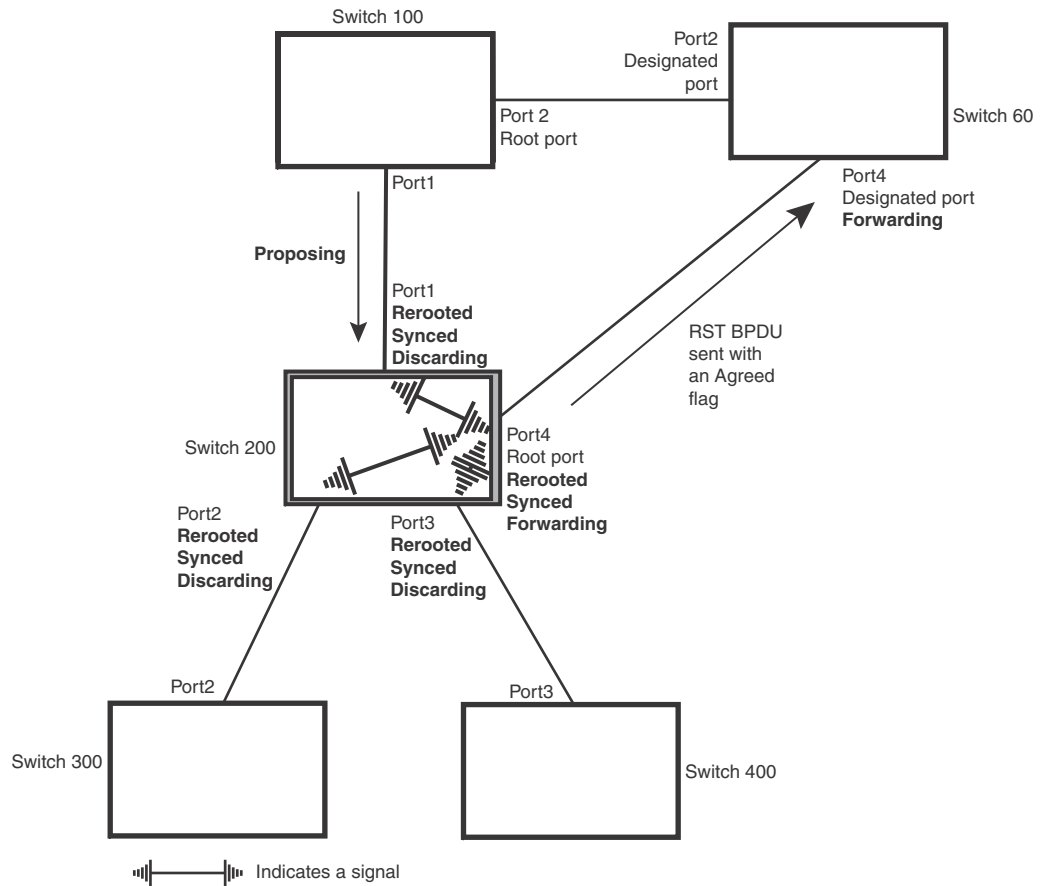 Switch 100
Port2
Designated
port
Port 2
Root port
Switch 60
Port1
Port4
Designated port
Forwarding
Proposing
Port1
Rerooted
Synced
Discarding
RST BPDU
sent with
an Agreed
flag
Switch 200
Port4
Root port
Rerooted
Synced
Forwarding
Port2
Rerooted
Synced
Discarding
Port3
Rerooted
Synced
Discarding
Port2
Port3
Switch 300
Switch 400
Indicates a signal